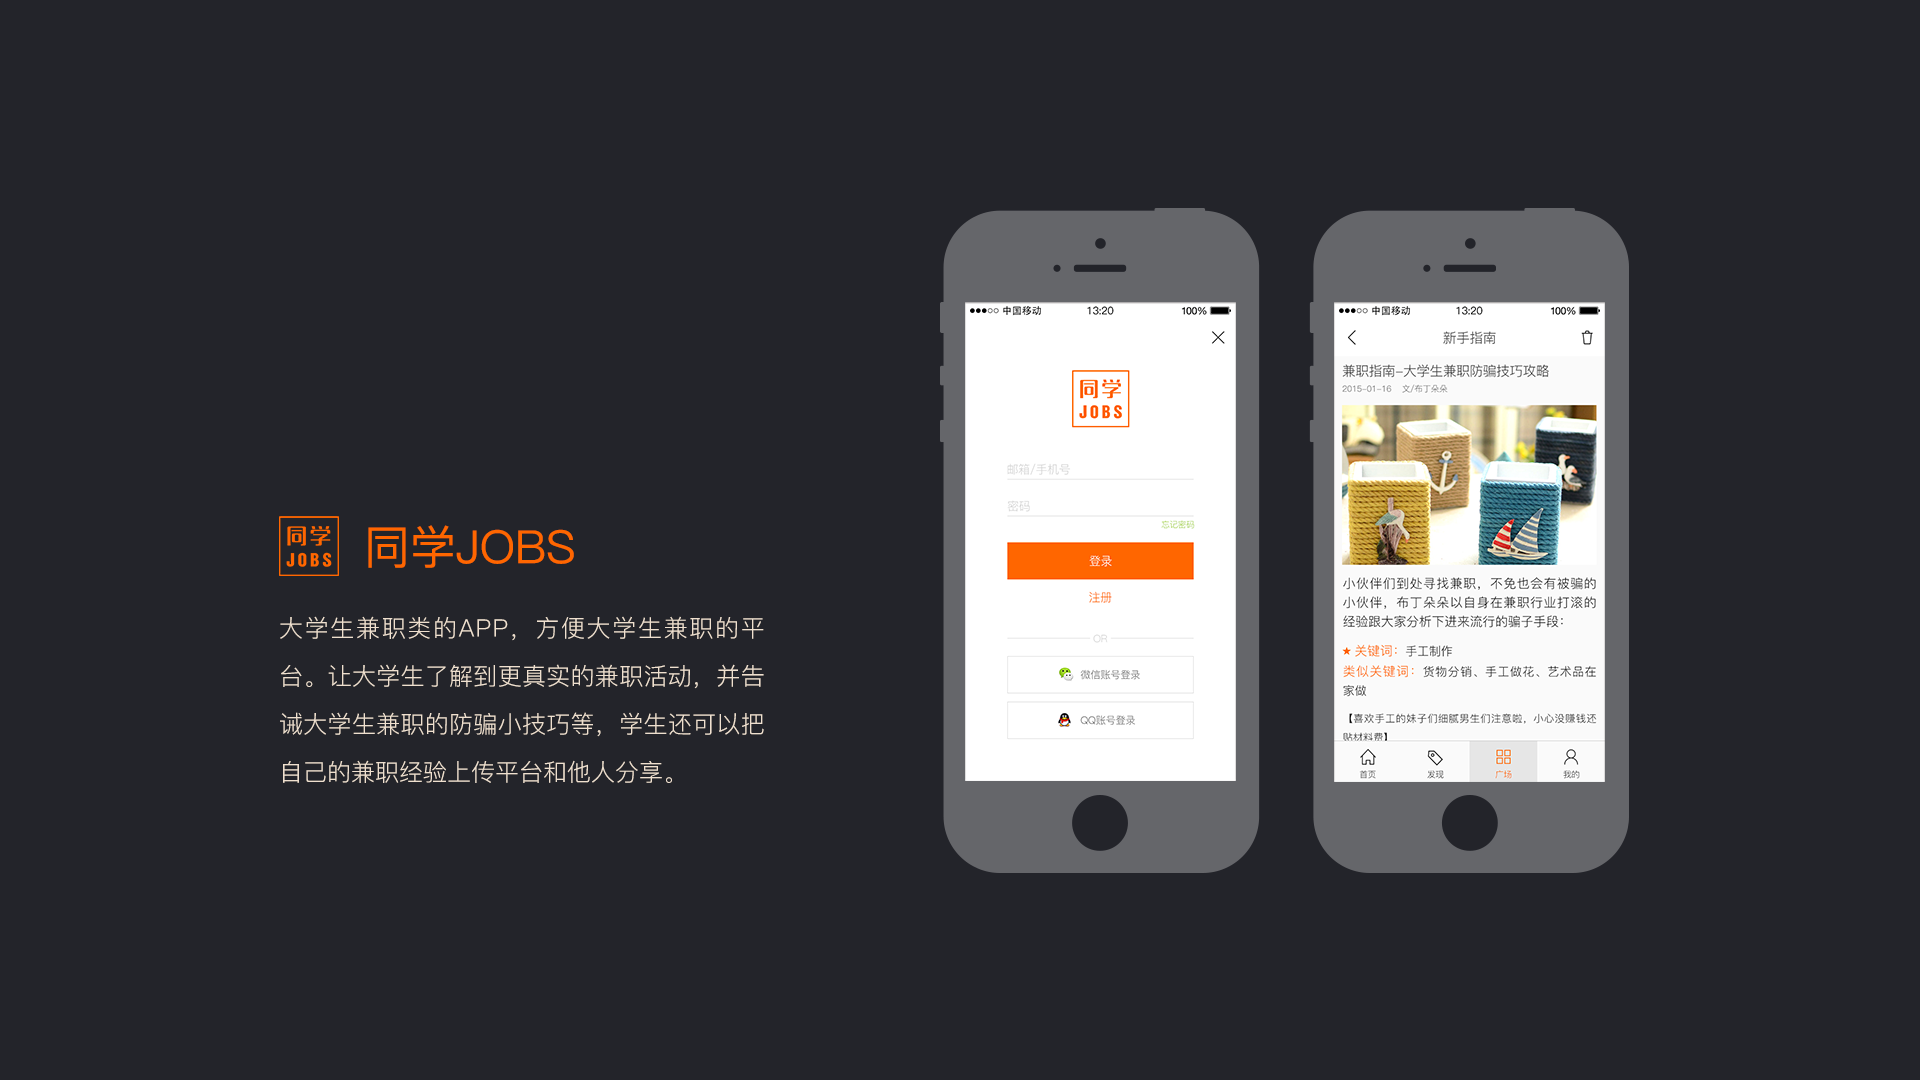 同学
JOBS
同学JOBS
大学生兼职类的APP，方便大学生兼职的平
台。让大学生了解到更真实的兼职活动，并告
诫大学生兼职的防骗小技巧等，学生还可以把
自己的兼职经验上传平台和他人分享。
中国移动 13:20 100%
同学
JOBS
邮箱/手机号
密码
忘记密码
登录
注册
OR
微信账号登录
QQ账号登录
中国移动 13:20 100%
新手指南
兼职指南-大学生兼职防骗技巧攻略
2015-01-16 文/布丁朵朵
小伙伴们到处寻找兼职，不免也会有被骗的
小伙伴，布丁朵朵以自身在兼职行业打滚的
经验跟大家分析下进来流行的骗子手段：
★ 关键词：手工制作
类似关键词：货物分销、手工做花、艺术品在
家做
【喜欢手工的妹子们细腻男生们注意啦，小心没赚钱还
贴材料费】
首页 发现 广场 我的